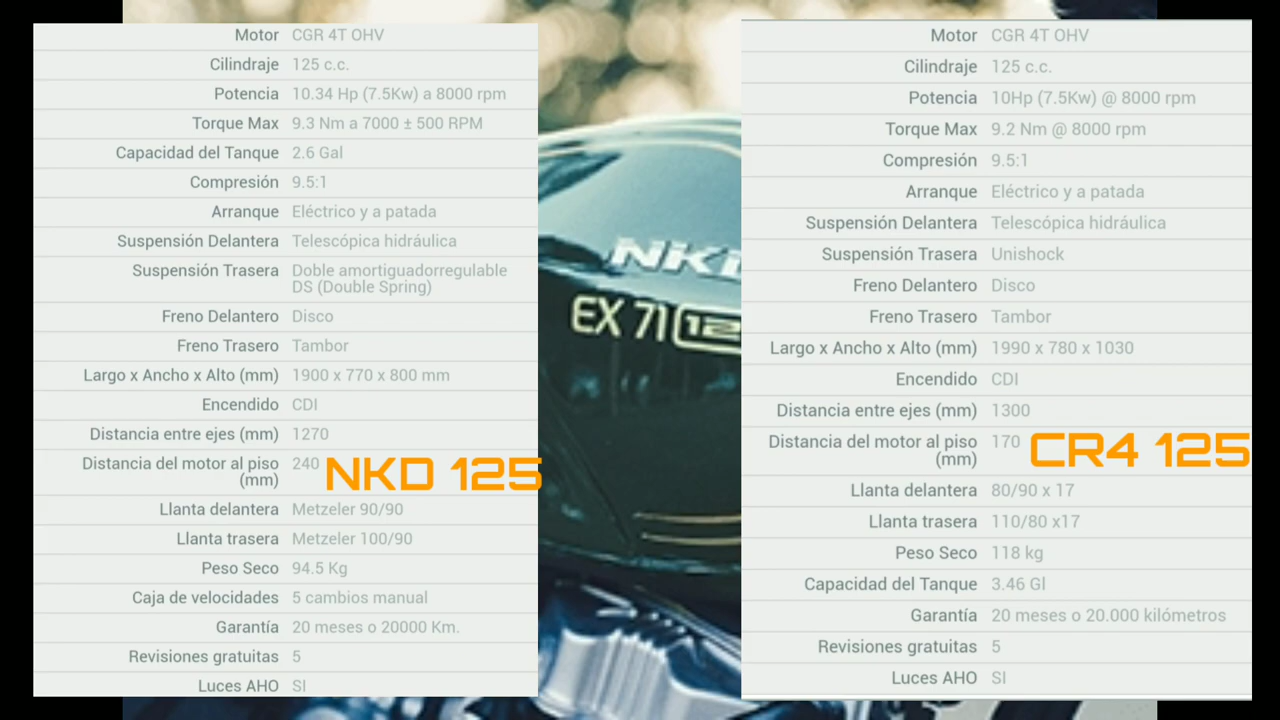 Motor CGR 4T OHV
Cilindraje 125 c.c.
Potencia 10.34 Hp (7.5Kw) a 8000 rpm
Torque Max 9.3 Nm a 7000 ± 500 RPM
Capacidad del Tanque 2.6 Gal
Compresión 9.5:1
Arranque Eléctrico y a patada
Suspensión Delantera Telescópica hidráulica
Suspensión Trasera Doble amortiguadorregulable
DS (Double Spring)
Freno Delantero Disco
Freno Trasero Tambor
Largo x Ancho x Alto (mm) 1900 x 770 x 800 mm
Encendido CDI
Distancia entre ejes (mm) 1270
Distancia del motor al piso 240
(mm)
NKD 125
Llanta delantera Metzeler 90/90
Llanta trasera Metzeler 100/90
Peso Seco 94.5 Kg
Caja de velocidades 5 cambios manual
Garantía 20 meses o 20000 Km.
Revisiones gratuitas 5
Luces AHO SI
NKD
EX 71 12
Motor CGR 4T OHV
Cilindraje 125 c.c.
Potencia 10Hp (7.5Kw) @ 8000 rpm
Torque Max 9.2 Nm @ 8000 rpm
Compresión 9.5:1
Arranque Eléctrico y a patada
Suspensión Delantera Telescópica hidráulica
Suspensión Trasera Unishock
Freno Delantero Disco
Freno Trasero Tambor
Largo x Ancho x Alto (mm) 1990 x 780 x 1030
Encendido CDI
Distancia entre ejes (mm) 1300
Distancia del motor al piso 170
(mm)
CR4 125
Llanta delantera 80/90 x 17
Llanta trasera 110/80 x17
Peso Seco 118 kg
Capacidad del Tanque 3.46 Gl
Garantía 20 meses o 20.000 kilómetros
Revisiones gratuitas 5
Luces AHO SI